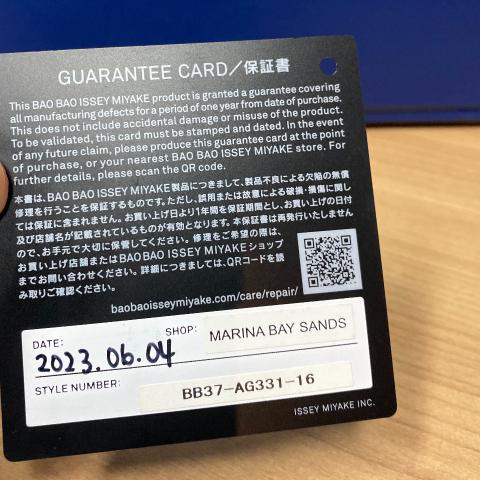 GUARANTEE CARD/保証書
This BAO BAO ISSEY MIYAKE product is granted a guarantee covering
all manufacturing defects for a period of one year from date of purchase.
This does not include accidental damage or misuse of the product.
To be validated, this card must be stamped and dated. In the event
of any future claim, please produce this guarantee card at the point
of purchase, or your nearest BAO BAO ISSEY MIYAKE store. For
further details, please scan the QR code.
本書は、BAO BAO ISSEY MIYAKE製品につきまして、製品不良による欠陥の無償
修理を行うことを保証するものです。ただし、誤用または故意による破損・損傷に関し
ては保証に含まれません。お買い上げ日より1年間を保証期間とし、お買い上げ日
及び店舗名が記載されているものが有効となります。本保証書は再発行いたしません
ので、お手元で大切に保管してください。修理をご希望の際は、
お買い上げ店舗またはBAO BAO ISSEY MIYAKEショップ
までお問い合わせください。詳細につきましては、QRコードを読
み取りご確認ください。
baobaoisseymiyake.com/care/repair/
DATE: 2023.06.04 SHOP: MARINA BAY SANDS
STYLE NUMBER: BB37-AG331-16
ISSEY MIYAKE INC.